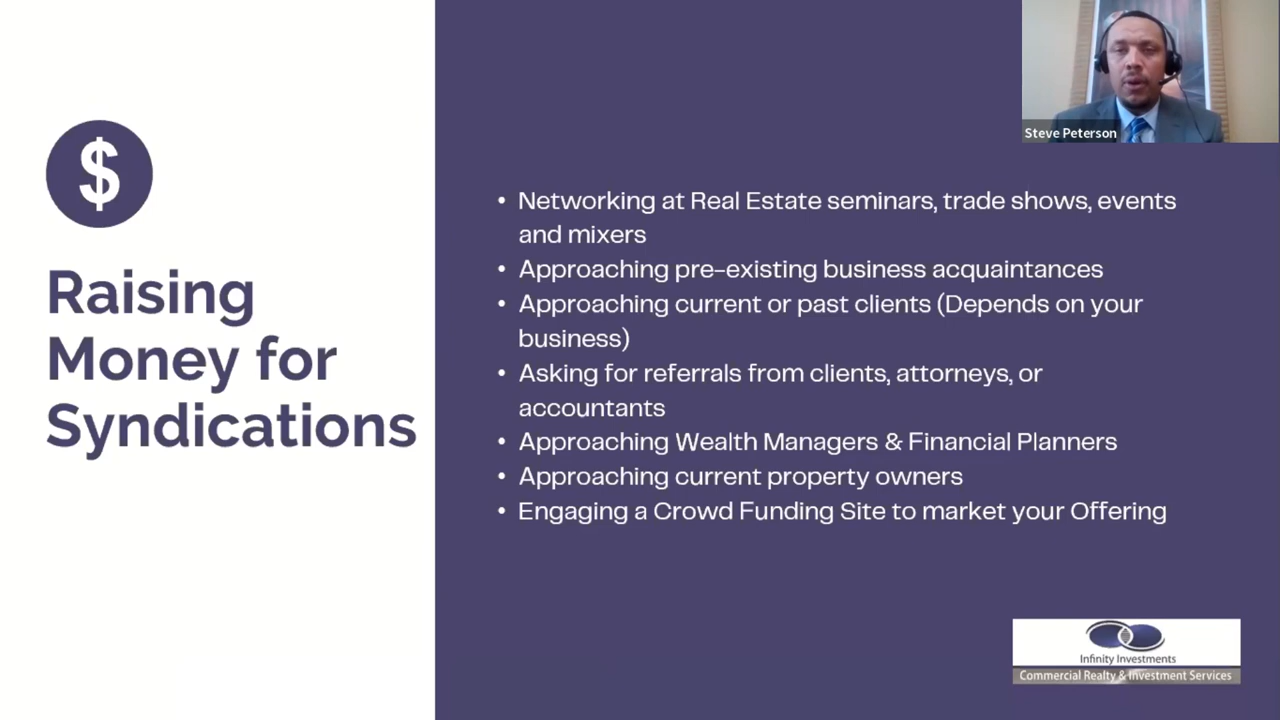 Steve Peterson
$
Raising
Money for
Syndications
• Networking at Real Estate seminars, trade shows, events
and mixers
• Approaching pre-existing business acquaintances
• Approaching current or past clients (Depends on your
business)
• Asking for referrals from clients, attorneys, or
accountants
• Approaching Wealth Managers & Financial Planners
• Approaching current property owners
• Engaging a Crowd Funding Site to market your Offering
Infinity Investments
Commercial Realty & Investment Services